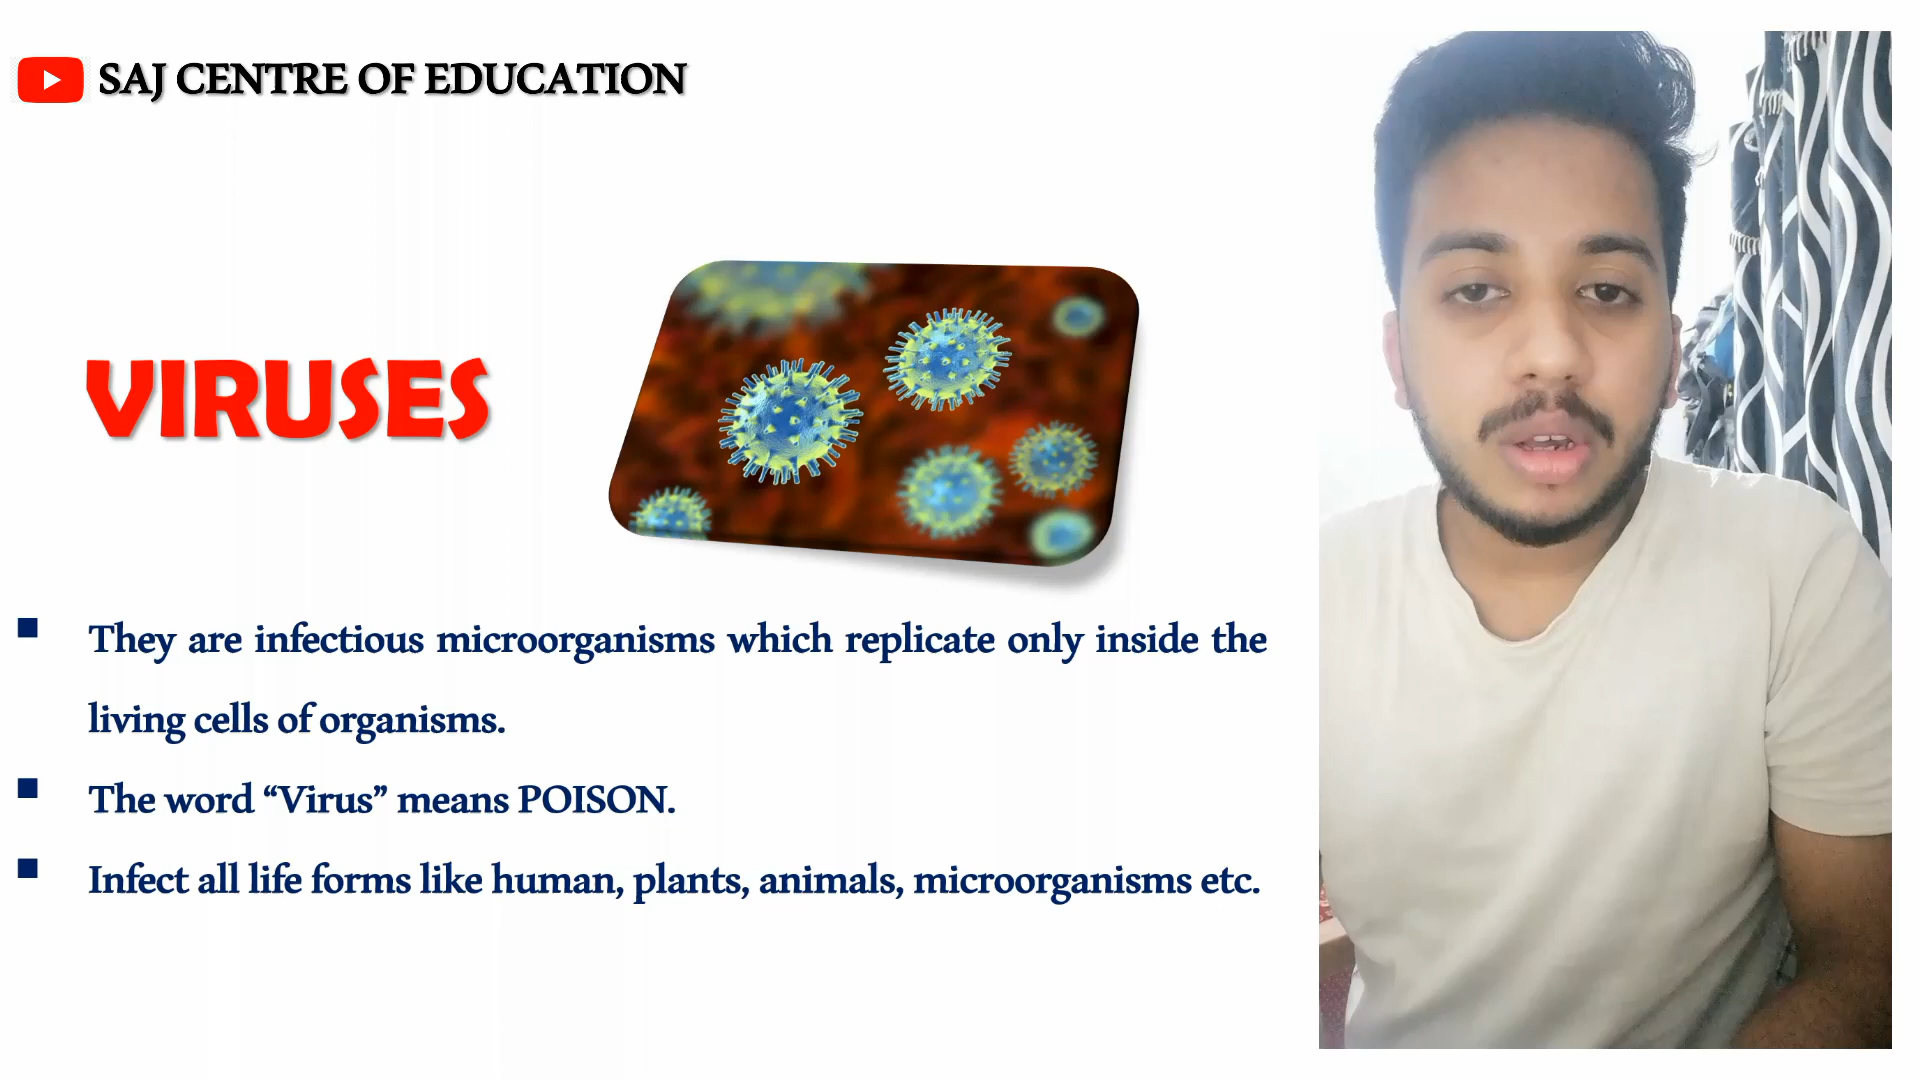 SAJ CENTRE OF EDUCATION
VIRUSES
They are infectious microorganisms which replicate only inside the
living cells of organisms.
The word “Virus” means POISON.
Infect all life forms like human, plants, animals, microorganisms etc.